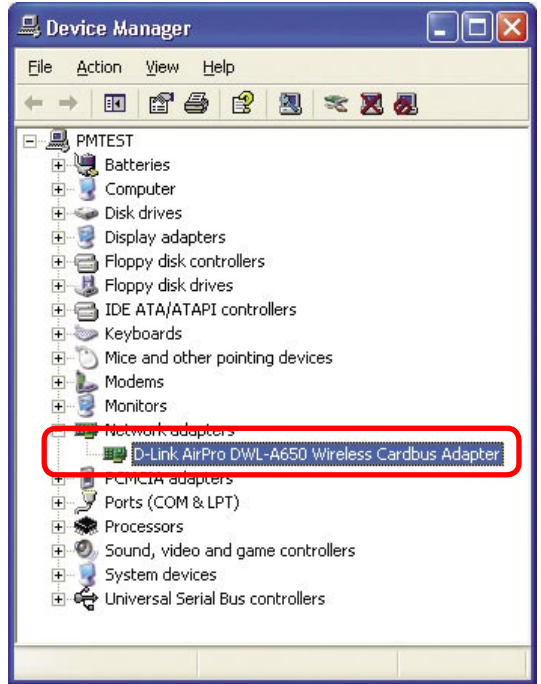 Device Manager
File Action View Help
PMTEST
Batteries
Computer
Disk drives
Display adapters
Floppy disk controllers
Floppy disk drives
IDE ATA/ATAPI controllers
Keyboards
Mice and other pointing devices
Modems
Monitors
Network adapters
D-Link AirPro DWL-A650 Wireless Cardbus Adapter
PCMCIA adapters
Ports (COM & LPT)
Processors
Sound, video and game controllers
System devices
Universal Serial Bus controllers